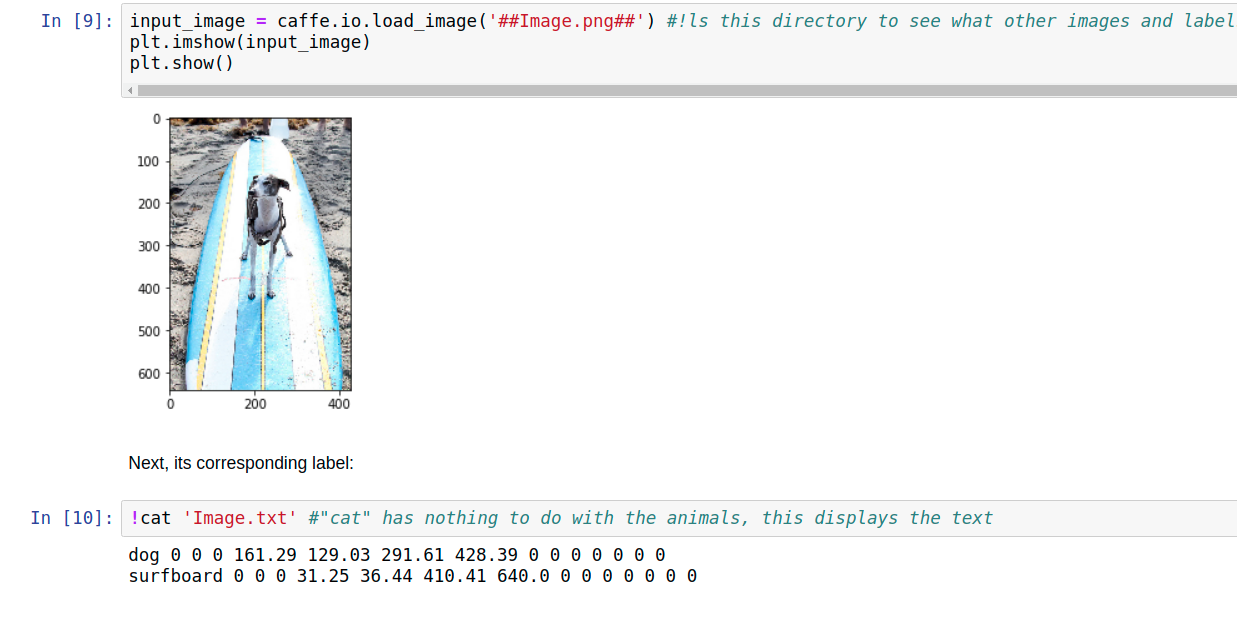 In [9]: input_image = caffe.io.load_image('##Image.png##') #!ls this directory to see what other images and label
plt.imshow(input_image)
plt.show()
0
100
200
300
400
500
600
0 200 400
Next, its corresponding label:
In [10]: !cat 'Image.txt' #"cat" has nothing to do with the animals, this displays the text
dog 0 0 0 161.29 129.03 291.61 428.39 0 0 0 0 0 0 0
surfboard 0 0 0 31.25 36.44 410.41 640.0 0 0 0 0 0 0 0